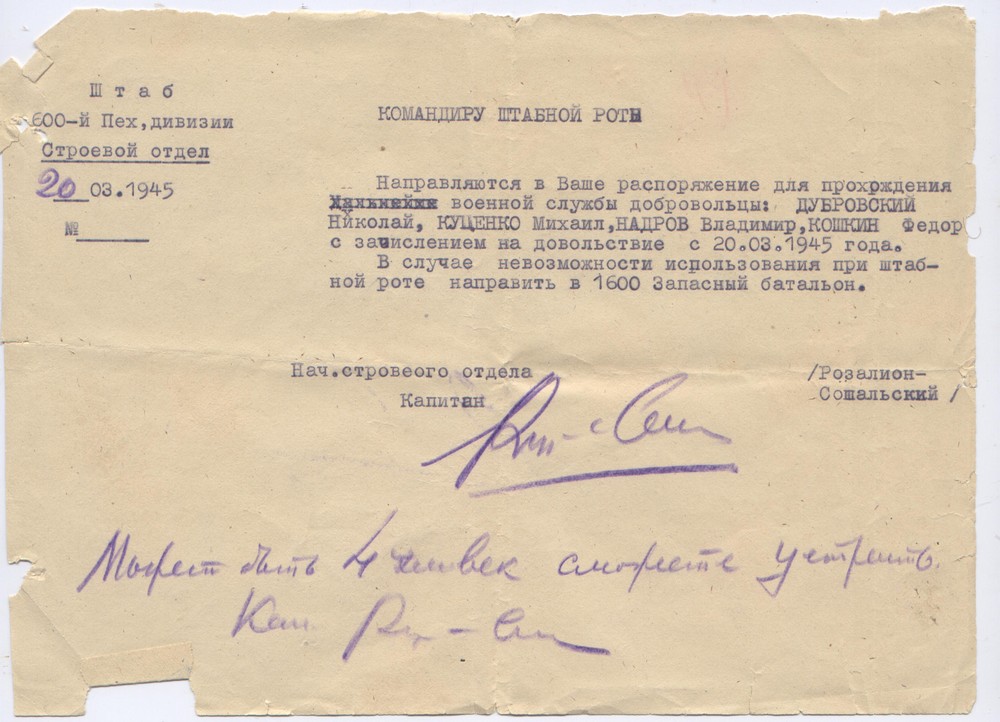 Штаб
600-й Пех,дивизии
Строевой отдел
20 03.1945
№
КОМАНДИРУ ШТАБНОЙ РОТЫ
Направляются в Ваше распоряжение для прохождения
военной службы добровольцы: ДУБРОВСКИЙ
Николай, КУЦЕНКО Михаил,НАДРОВ Владимир,КОШКИН Федор
с зачислением на довольствие с 20.03.1945 года.
В случае невозможности использования при штаб-
ной роте направить в 1600 Запасный батальон.
Нач.стровеого отдела
Капитан
/Розалион-
Сошальский/
Может быть 4 человек сможете устроить.
Кап